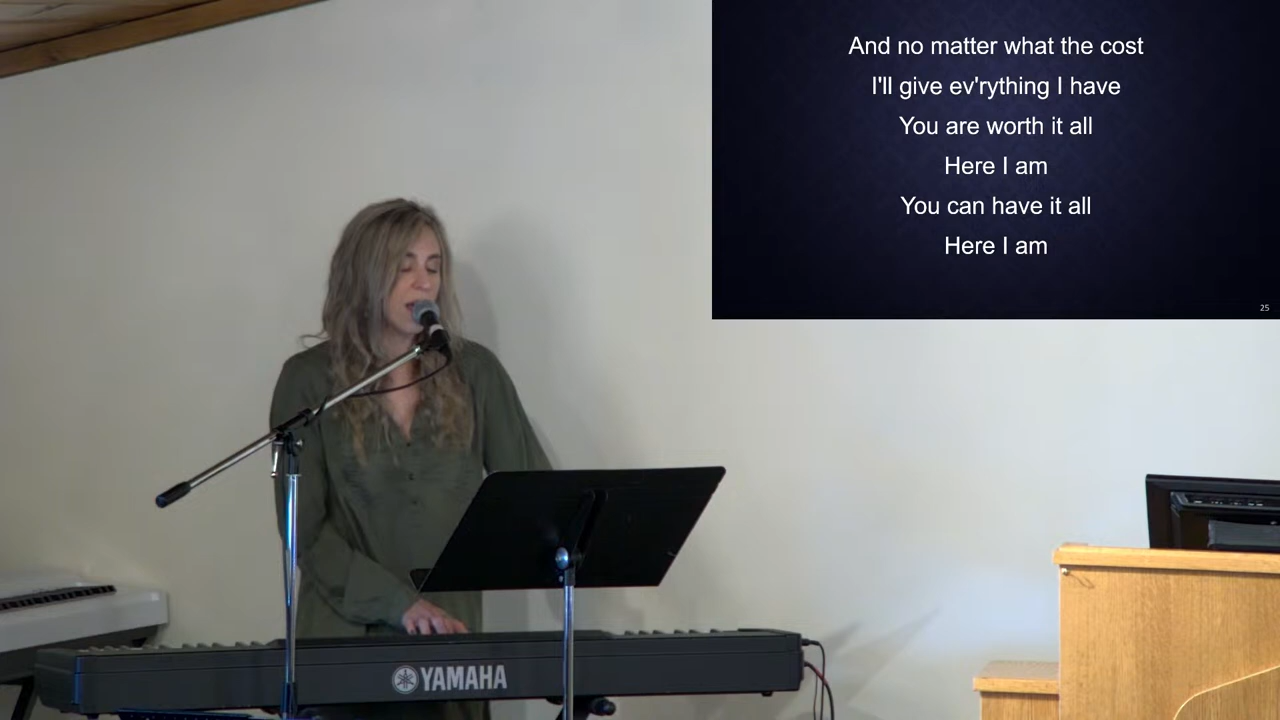 And no matter what the cost
I'll give ev'rything I have
You are worth it all
Here I am
You can have it all
Here I am
25
YAMAHA